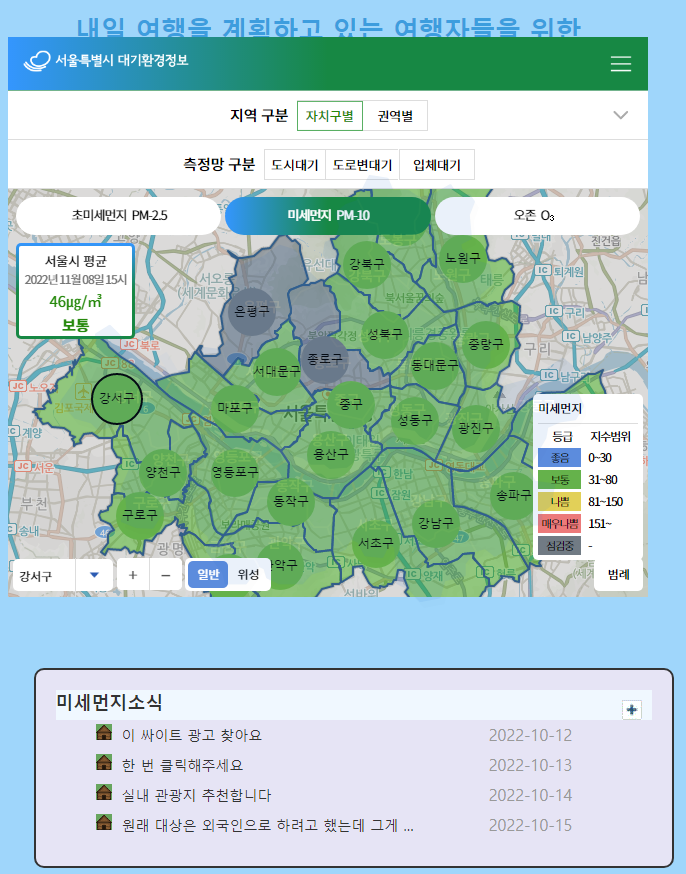 내일 여행을 계획하고 있는 여행자들을 위한
서울특별시 대기환경정보
지역 구분 자치구별 권역별
측정망 구분 도시대기 도로변대기 입체대기
초미세먼지 PM-2.5 미세먼지 PM-10 오존 O₃
서울시 평균
2022년 11월 08일 15시
46㎍/㎥
보통
강북구
노원구
은평구
성북구
중랑구
종로구
서대문구
동대문구
강서구
마포구
중구
성동구
광진구
용산구
양천구
영등포구
동작구
송파구
구로구
강남구
서초구
미세먼지
등급 지수범위
좋음 0~30
보통 31~80
나쁨 81~150
매우나쁨 151~
점검중 -
강서구 + − 일반 위성 범례
미세먼지소식
이 싸이트 광고 찾아요 2022-10-12
한 번 클릭해주세요 2022-10-13
실내 관광지 추천합니다 2022-10-14
원래 대상은 외국인으로 하려고 했는데 그게 ... 2022-10-15